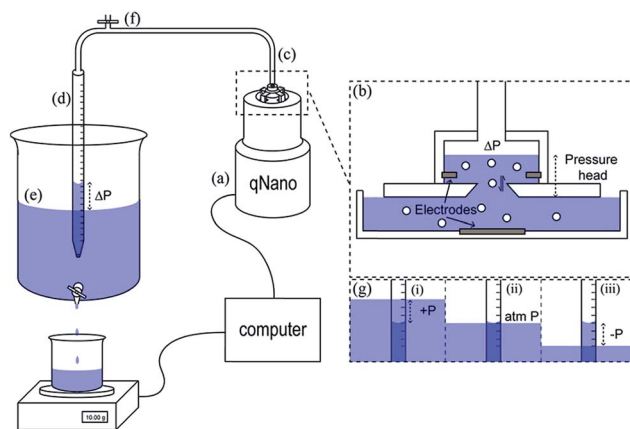 (f)
(c)
(d)
(b)
ΔP
Pressure
head
ΔP
(a)
qNano
(e)
Electrodes
(g)
(i)
(ii)
(iii)
+P
atm P
-P
computer
10.00 g